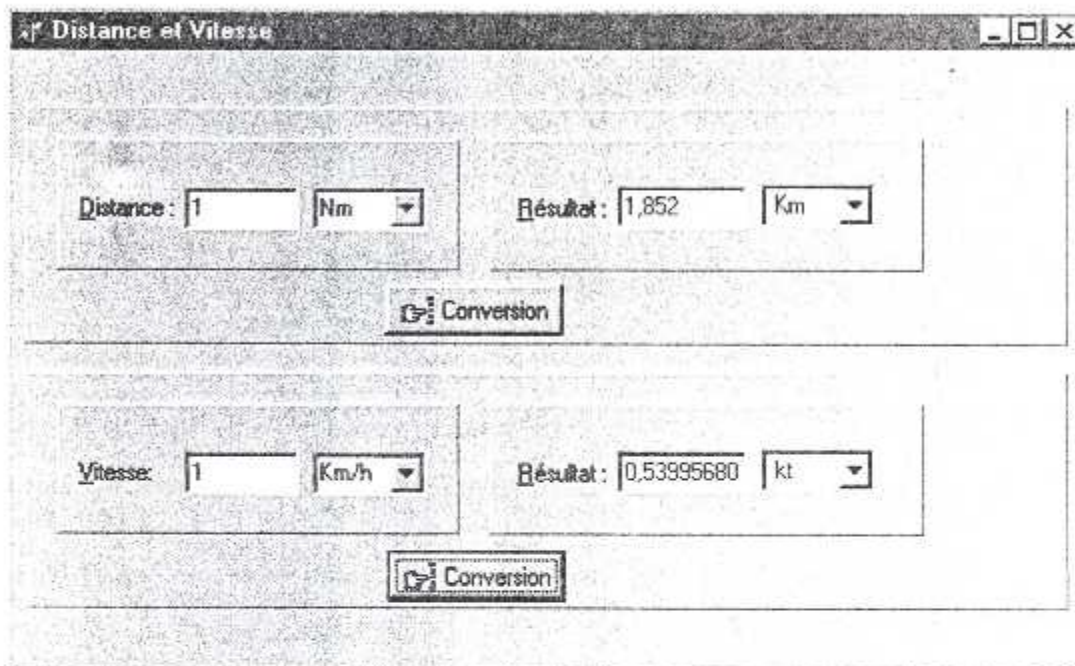 Distance et Vitesse
Distance : 1 Nm Résultat : 1,852 Km
Conversion
Vitesse: 1 Km/h Résultat : 0,53995680 kt
Conversion